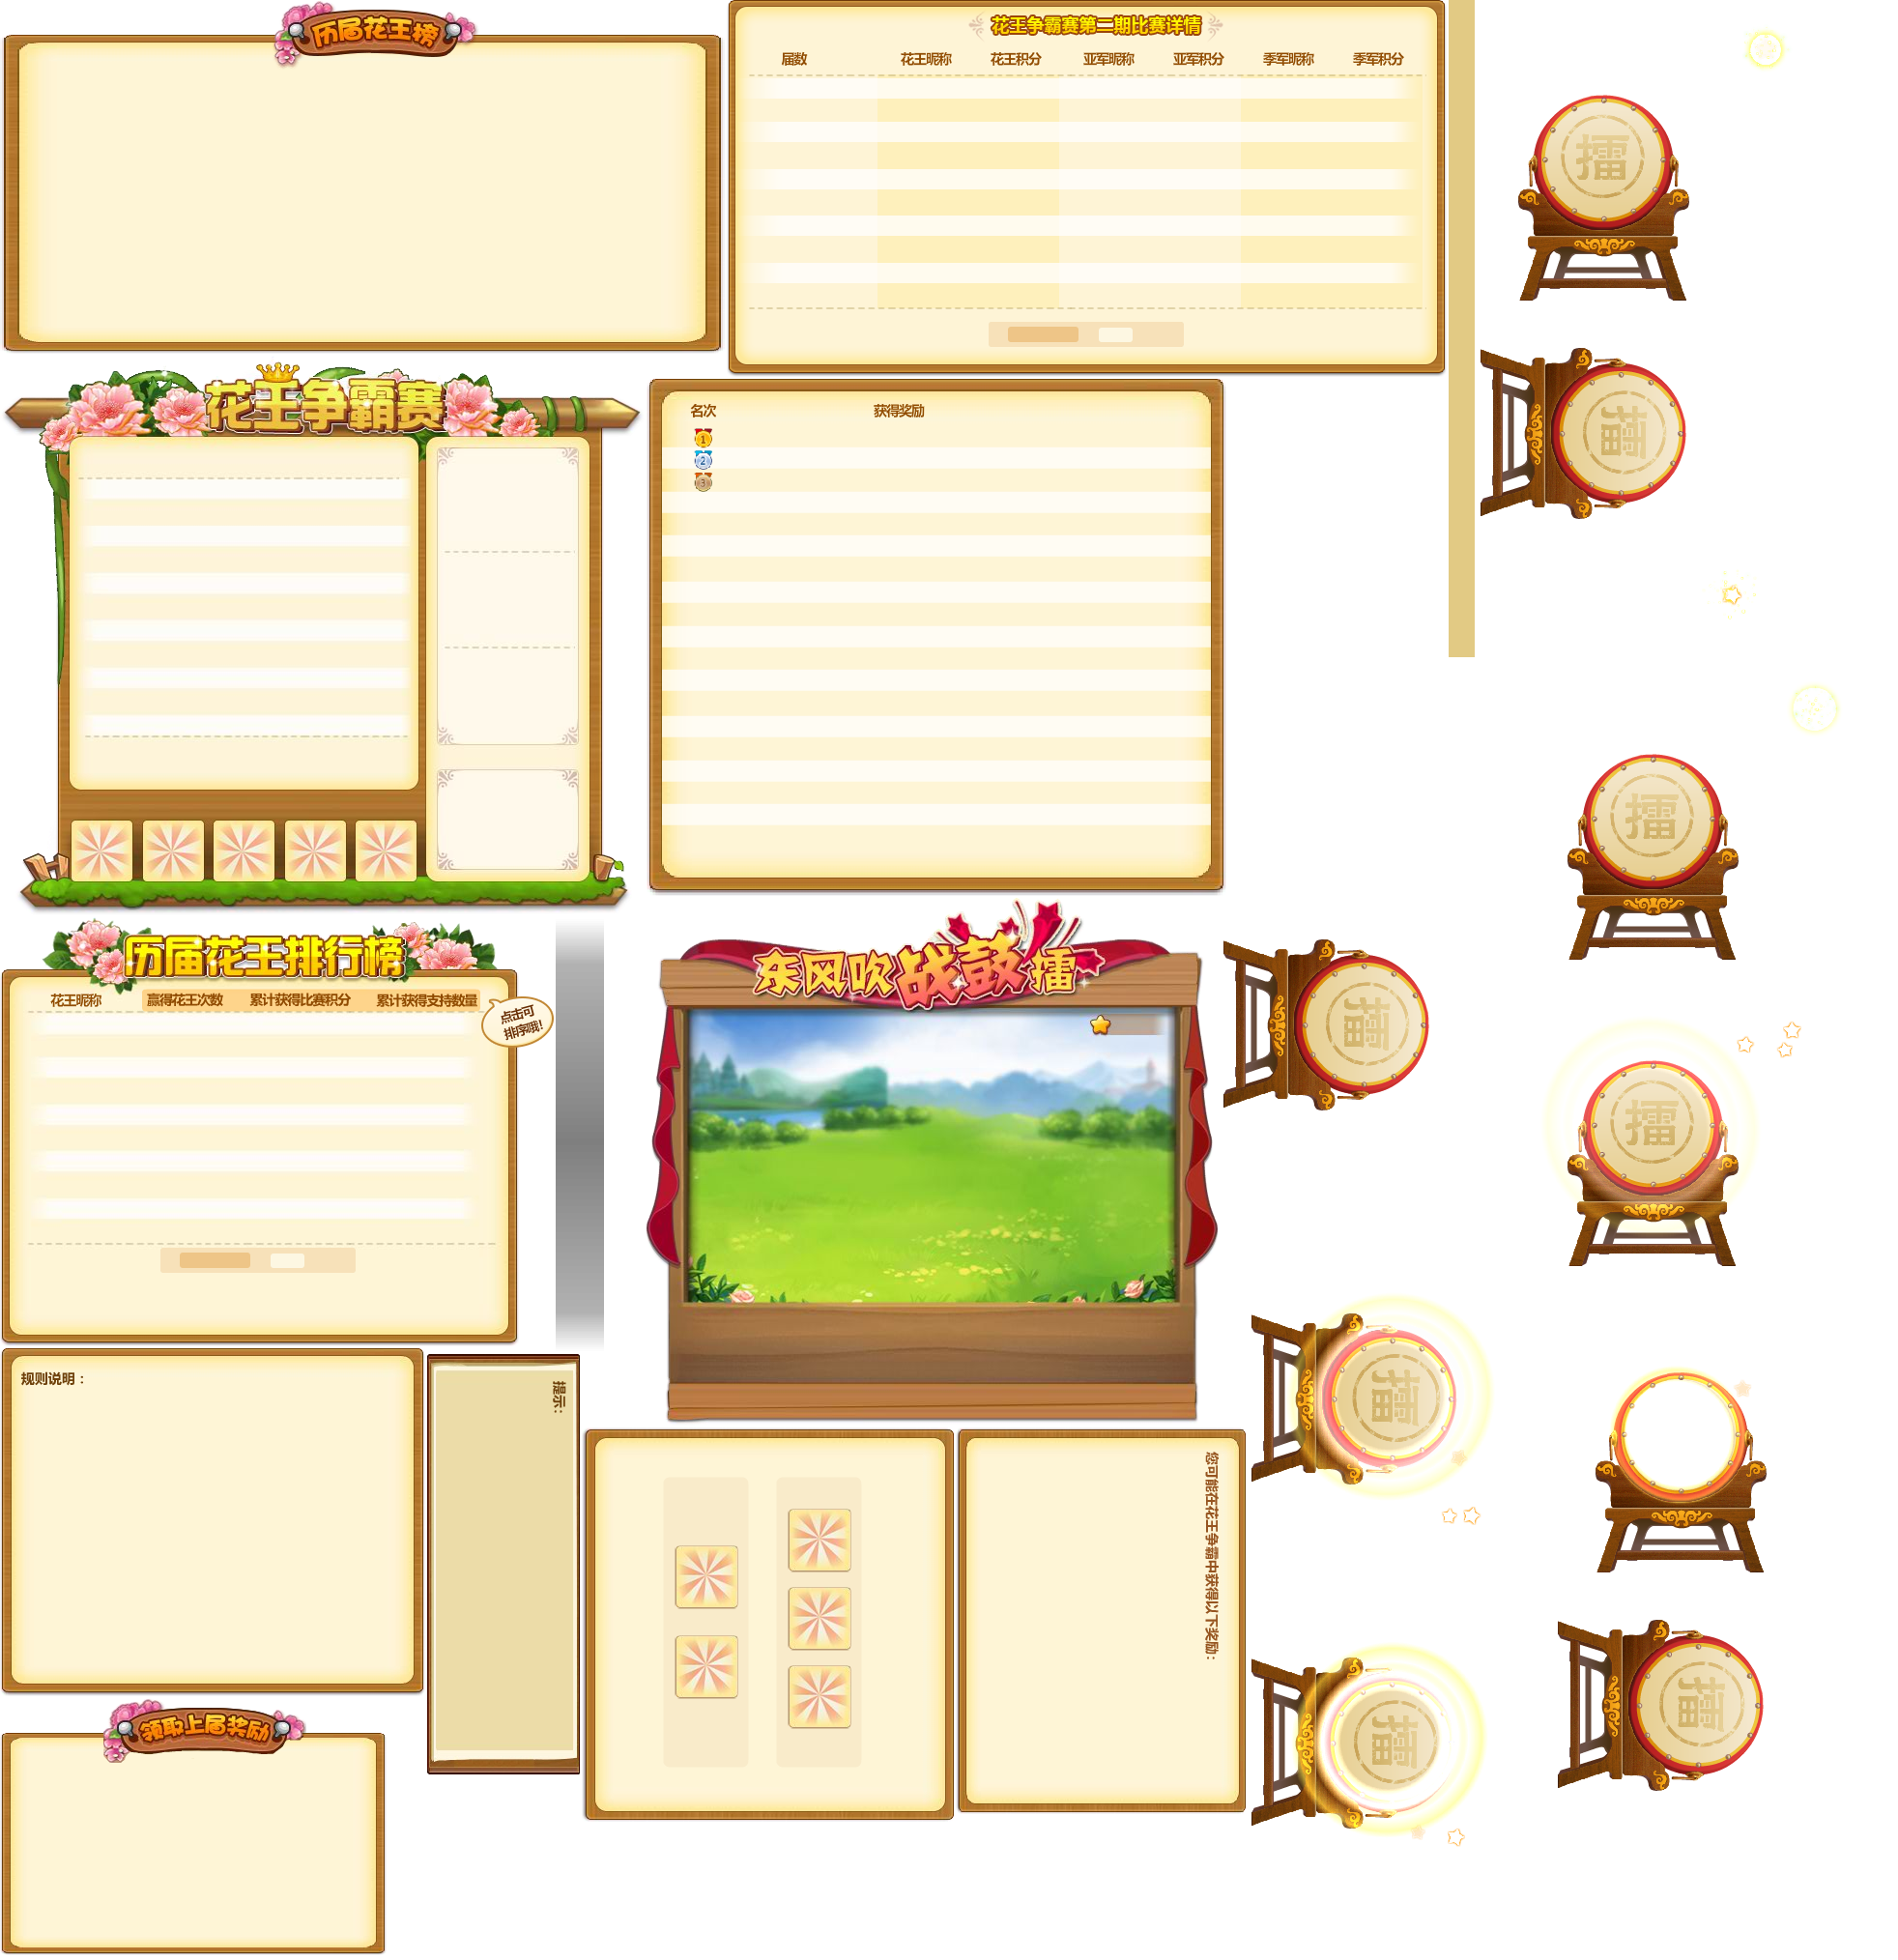 历届花王榜
花王争霸赛第二期比赛详情
届数 花王昵称 花王积分 亚军昵称 亚军积分 季军昵称 季军积分
擂
擂
花王争霸赛
名次 获得奖励
1
2
3
擂
历届花王排行榜
花王昵称 赢得花王次数 累计获得比赛积分 累计获得支持数量
点击可
排序哦!
东风吹战鼓擂
擂
擂
规则说明：
提示：
擂
您可能在花王争霸中获得以下奖励：
领取上届奖励
擂
擂